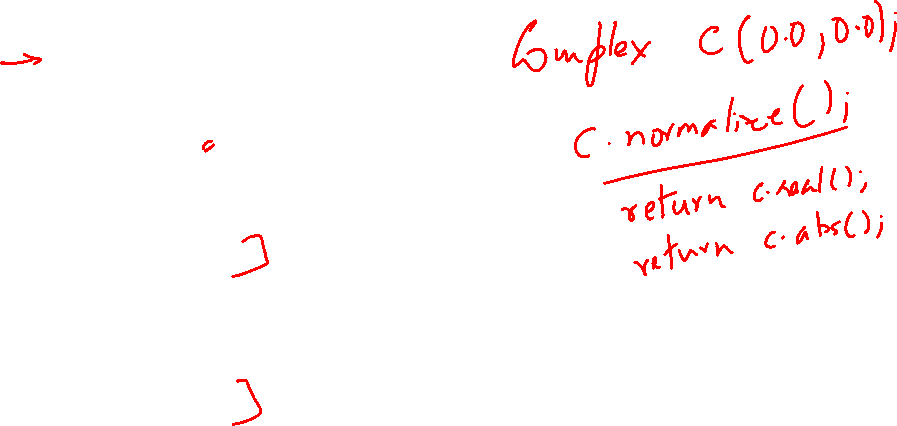 Complex C(0.0, 0.0);
C.normalize();
return c.real();
return c.abs();